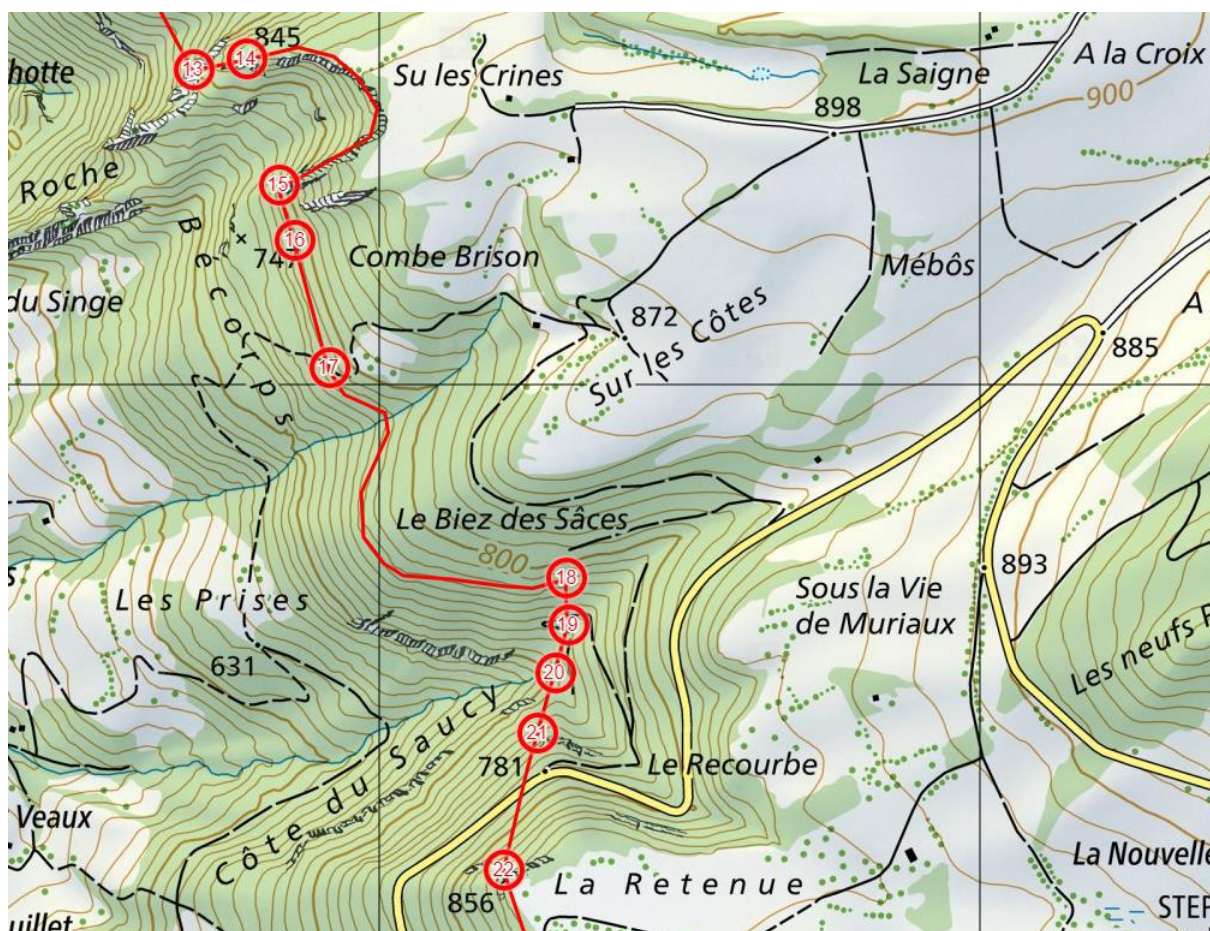 13
14
845
hotte
Su les Crines
La Saigne
A la Croix
898
900
Roche
15
16
747
Bécorps
Combe Brison
Mébôs
du Singe
872
Sur les Côtes
A
885
17
Le Biez des Sâces
800
18
893
Les Prises
Sous la Vie
de Muriaux
19
631
20
Les neufs P
21
781
Côte du Saucy
Le Recourbe
Veaux
22
856
La Retenue
La Nouvelle
STEP
uillet